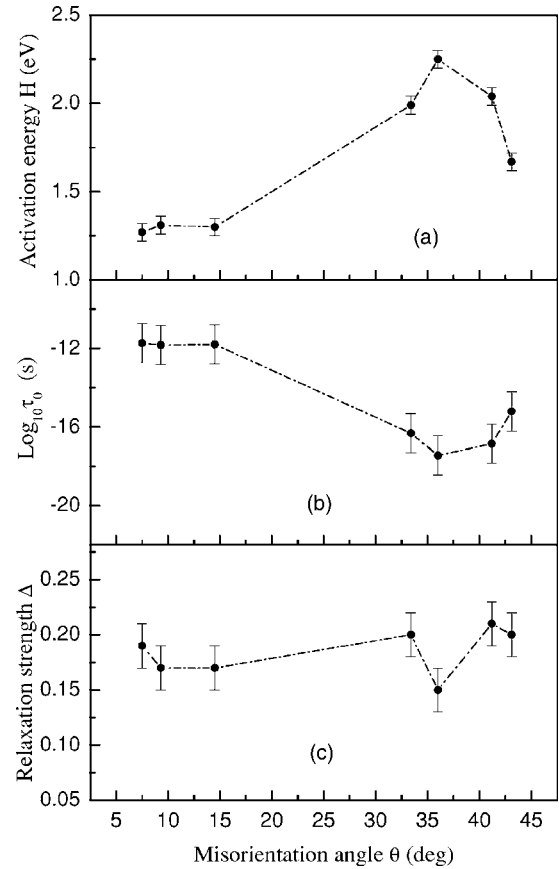 2.5
2.0
1.5
1.0
Activation energy H (eV)
(a)
-12
-16
-20
Log₁₀τ₀ (s)
(b)
0.25
0.20
0.15
0.10
0.05
Relaxation strength Δ
(c)
5 10 15 20 25 30 35 40 45
Misorientation angle θ (deg)